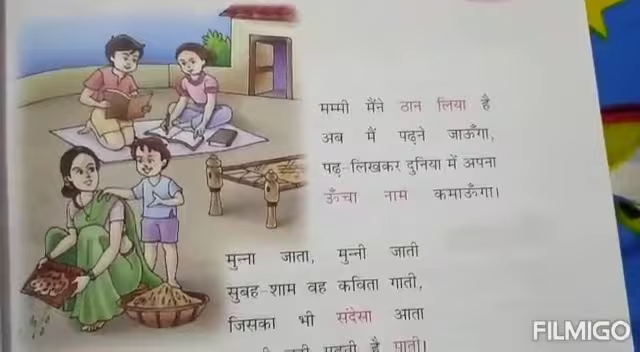 मम्मी मैंने ठान लिया है
अब मैं पढ़ने जाऊँगा,
पढ़-लिखकर दुनिया में अपना
ऊँचा नाम कमाऊँगा।
मुन्ना जाता, मुन्नी जाती
सुबह-शाम वह कविता गाती,
जिसका भी संदेसा आता
है पाती।
FILMIGO